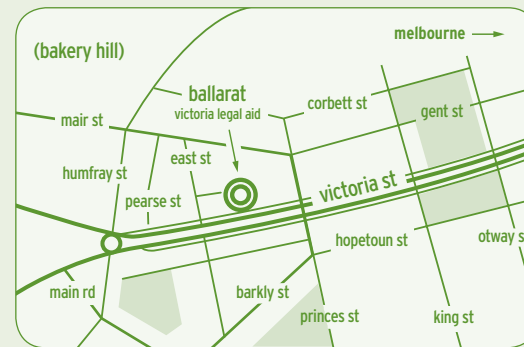 melbourne
(bakery hill)
ballarat
victoria legal aid
corbett st
gent st
mair st
east st
humfray st
victoria st
pearse st
hopetoun st
otway s
main rd
barkly st
princes st
king st